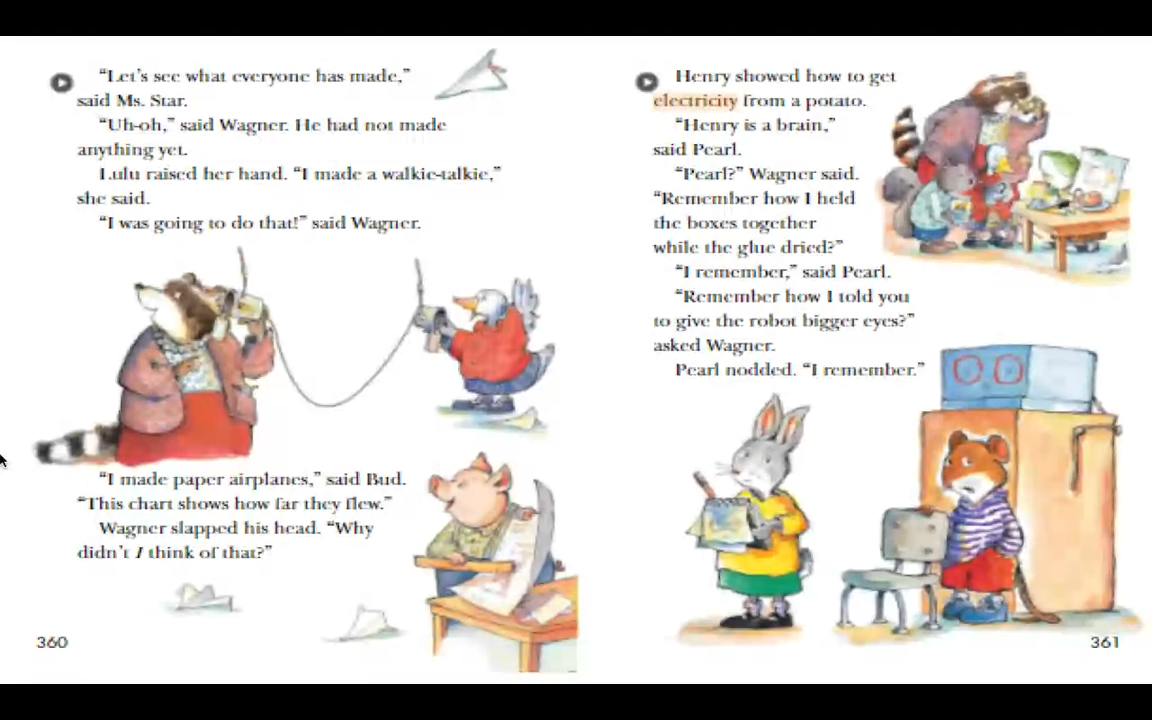 “Let’s see what everyone has made,”
said Ms. Star.
“Uh-oh,” said Wagner. He had not made
anything yet.
Lulu raised her hand. “I made a walkie-talkie,”
she said.
“I was going to do that!” said Wagner.
“I made paper airplanes,” said Bud.
“This chart shows how far they flew.”
Wagner slapped his head. “Why
didn’t I think of that?”
360
Henry showed how to get
electricity from a potato.
“Henry is a brain,”
said Pearl.
“Pearl?” Wagner said.
“Remember how I held
the boxes together
while the glue dried?”
“I remember,” said Pearl.
“Remember how I told you
to give the robot bigger eyes?”
asked Wagner.
Pearl nodded. “I remember.”
361